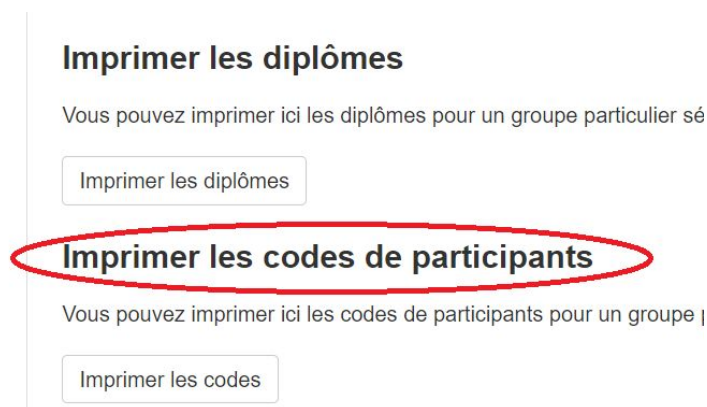 Imprimer les diplômes
Vous pouvez imprimer ici les diplômes pour un groupe particulier
Imprimer les diplômes
Imprimer les codes de participants
Vous pouvez imprimer ici les codes de participants pour un groupe
Imprimer les codes